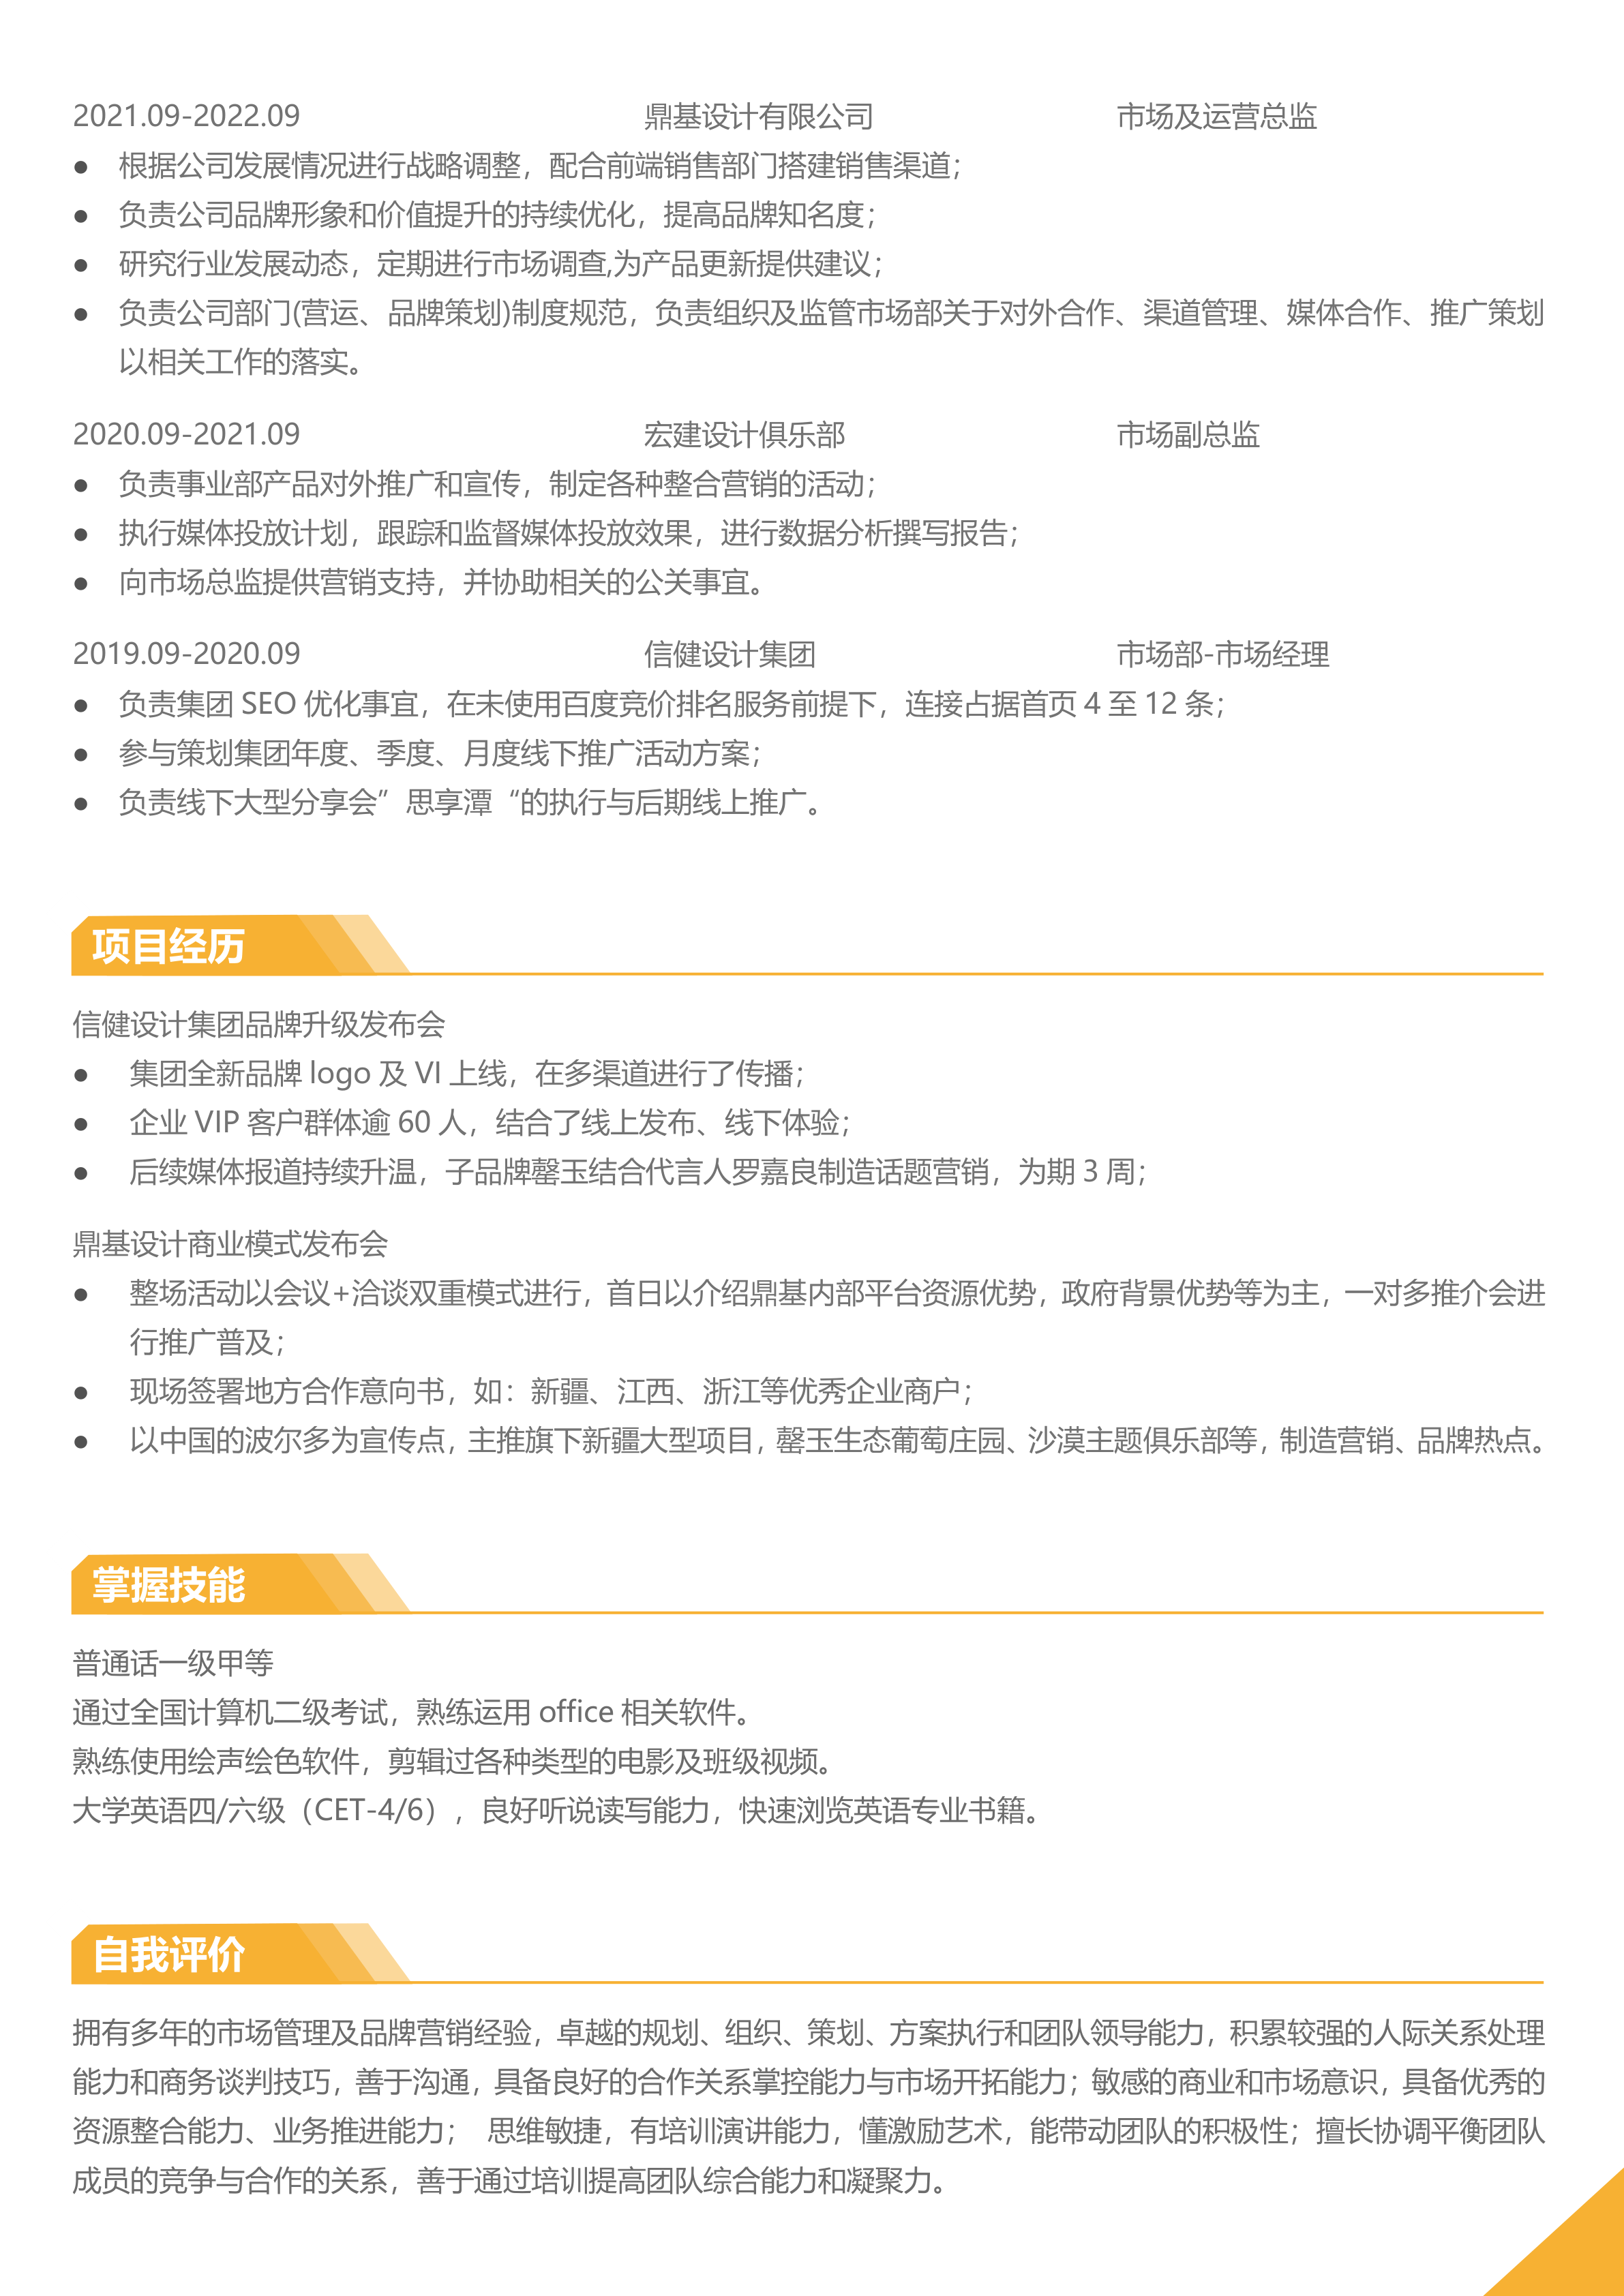 2021.09-2022.09 鼎基设计有限公司 市场及运营总监
● 根据公司发展情况进行战略调整，配合前端销售部门搭建销售渠道；
● 负责公司品牌形象和价值提升的持续优化，提高品牌知名度；
● 研究行业发展动态，定期进行市场调查,为产品更新提供建议；
● 负责公司部门(营运、品牌策划)制度规范，负责组织及监管市场部关于对外合作、渠道管理、媒体合作、推广策划
以相关工作的落实。
2020.09-2021.09 宏建设计俱乐部 市场副总监
● 负责事业部产品对外推广和宣传，制定各种整合营销的活动；
● 执行媒体投放计划，跟踪和监督媒体投放效果，进行数据分析撰写报告；
● 向市场总监提供营销支持，并协助相关的公关事宜。
2019.09-2020.09 信健设计集团 市场部-市场经理
● 负责集团 SEO 优化事宜，在未使用百度竞价排名服务前提下，连接占据首页 4 至 12 条；
● 参与策划集团年度、季度、月度线下推广活动方案；
● 负责线下大型分享会”思享潭“的执行与后期线上推广。
项目经历
信健设计集团品牌升级发布会
● 集团全新品牌 logo 及 VI 上线，在多渠道进行了传播；
● 企业 VIP 客户群体逾 60 人，结合了线上发布、线下体验；
● 后续媒体报道持续升温，子品牌罄玉结合代言人罗嘉良制造话题营销，为期 3 周；
鼎基设计商业模式发布会
● 整场活动以会议+洽谈双重模式进行，首日以介绍鼎基内部平台资源优势，政府背景优势等为主，一对多推介会进
行推广普及；
● 现场签署地方合作意向书，如：新疆、江西、浙江等优秀企业商户；
● 以中国的波尔多为宣传点，主推旗下新疆大型项目，罄玉生态葡萄庄园、沙漠主题俱乐部等，制造营销、品牌热点。
掌握技能
普通话一级甲等
通过全国计算机二级考试，熟练运用 office 相关软件。
熟练使用绘声绘色软件，剪辑过各种类型的电影及班级视频。
大学英语四/六级（CET-4/6），良好听说读写能力，快速浏览英语专业书籍。
自我评价
拥有多年的市场管理及品牌营销经验，卓越的规划、组织、策划、方案执行和团队领导能力，积累较强的人际关系处理
能力和商务谈判技巧，善于沟通，具备良好的合作关系掌控能力与市场开拓能力；敏感的商业和市场意识，具备优秀的
资源整合能力、业务推进能力； 思维敏捷，有培训演讲能力，懂激励艺术，能带动团队的积极性；擅长协调平衡团队
成员的竞争与合作的关系，善于通过培训提高团队综合能力和凝聚力。